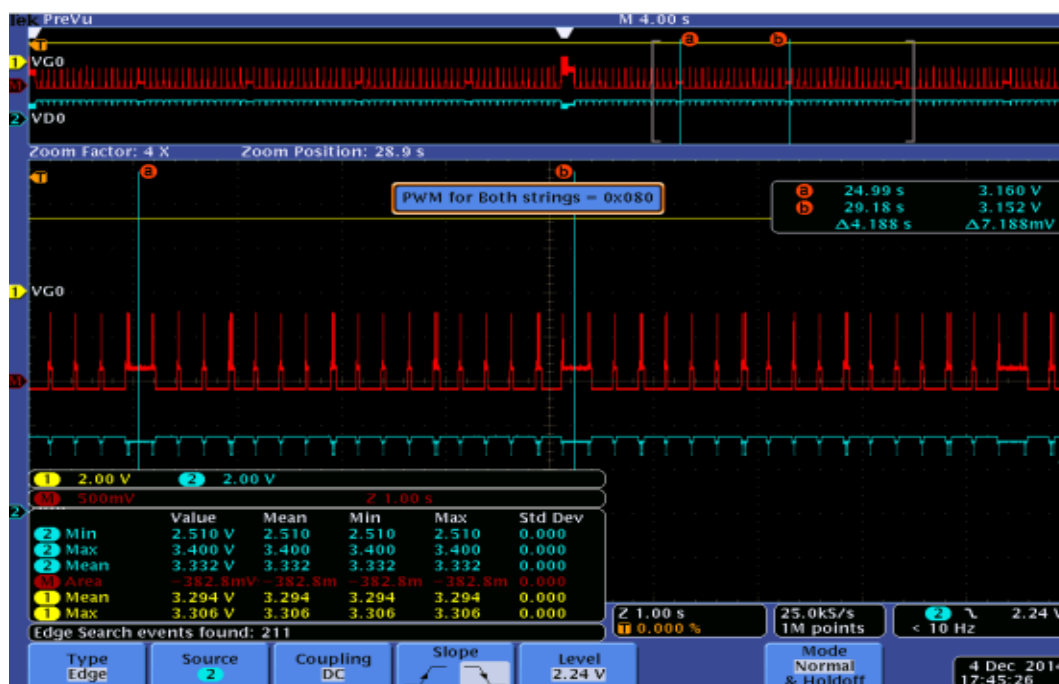 Tek PreVu M 4.00 s
a b
T
1 VG0
M
2 VD0
Zoom Factor: 4 X Zoom Position: 28.9 s
a b
T
PWM for Both strings = 0x080
a 24.99 s 3.160 V
b 29.18 s 3.152 V
Δ4.188 s Δ7.188mV
1 VG0
M
1 2.00 V 2 2.00 V
M 500mV Z 1.00 s
2
Value Mean Min Max Std Dev
2 Min 2.510 V 2.510 2.510 2.510 0.000
2 Max 3.400 V 3.400 3.400 3.400 0.000
2 Mean 3.332 V 3.332 3.332 3.332 0.000
M Area -382.8mV -382.8m -382.8m -382.8m 0.000
1 Mean 3.294 V 3.294 3.294 3.294 0.000
1 Max 3.306 V 3.306 3.306 3.306 0.000
Z 1.00 s 25.0kS/s 2 2.24 V
T 0.000 % 1M points < 10 Hz
Edge Search events found: 211
Type Source Coupling Slope Level Mode
Edge 2 DC 2.24 V Normal
& Holdoff
4 Dec 2014
17:45:26